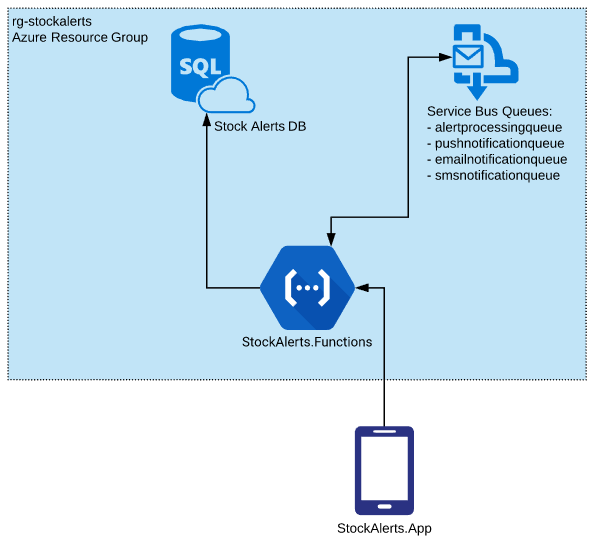 rg-stockalerts
Azure Resource Group
SQL
Stock Alerts DB
Service Bus Queues:
- alertprocessingqueue
- pushnotificationqueue
- emailnotificationqueue
- smsnotificationqueue
StockAlerts.Functions
StockAlerts.App